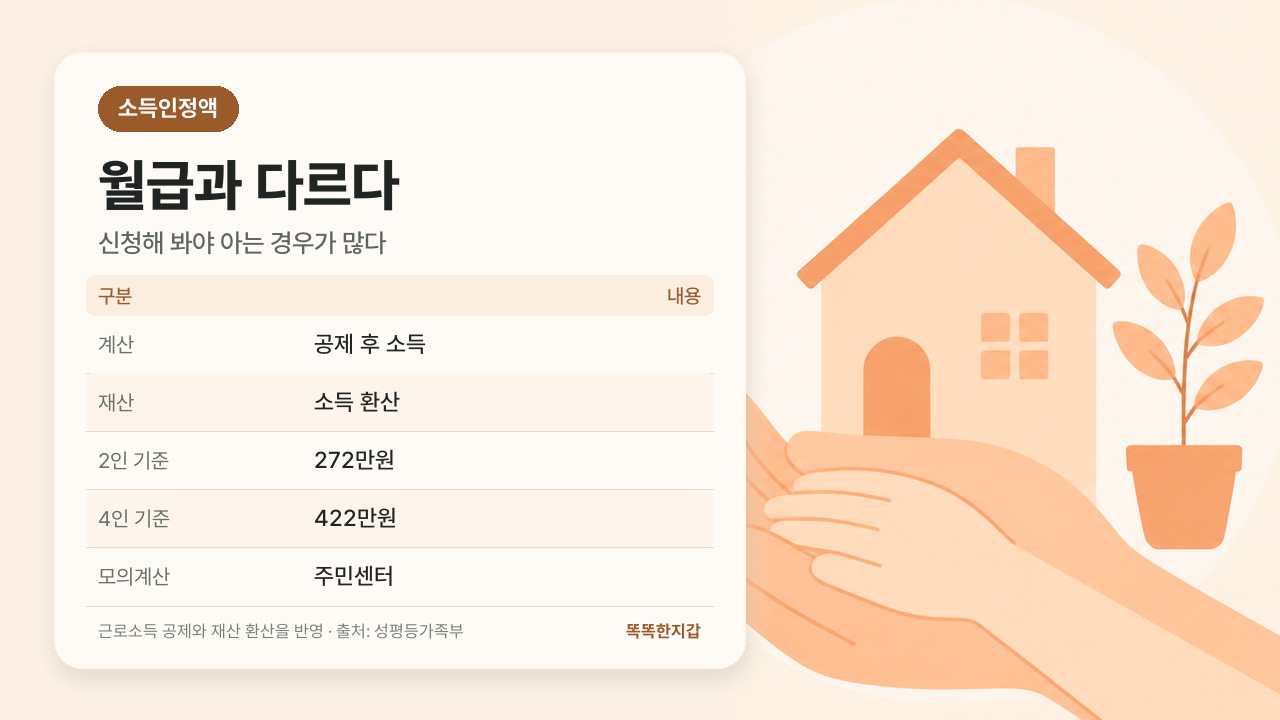 소득인정액
월급과 다르다
신청해 봐야 아는 경우가 많다
구분 내용
계산 공제 후 소득
재산 소득 환산
2인 기준 272만원
4인 기준 422만원
모의계산 주민센터
근로소득 공제와 재산 환산을 반영 · 출처: 성평등가족부 똑똑한지갑